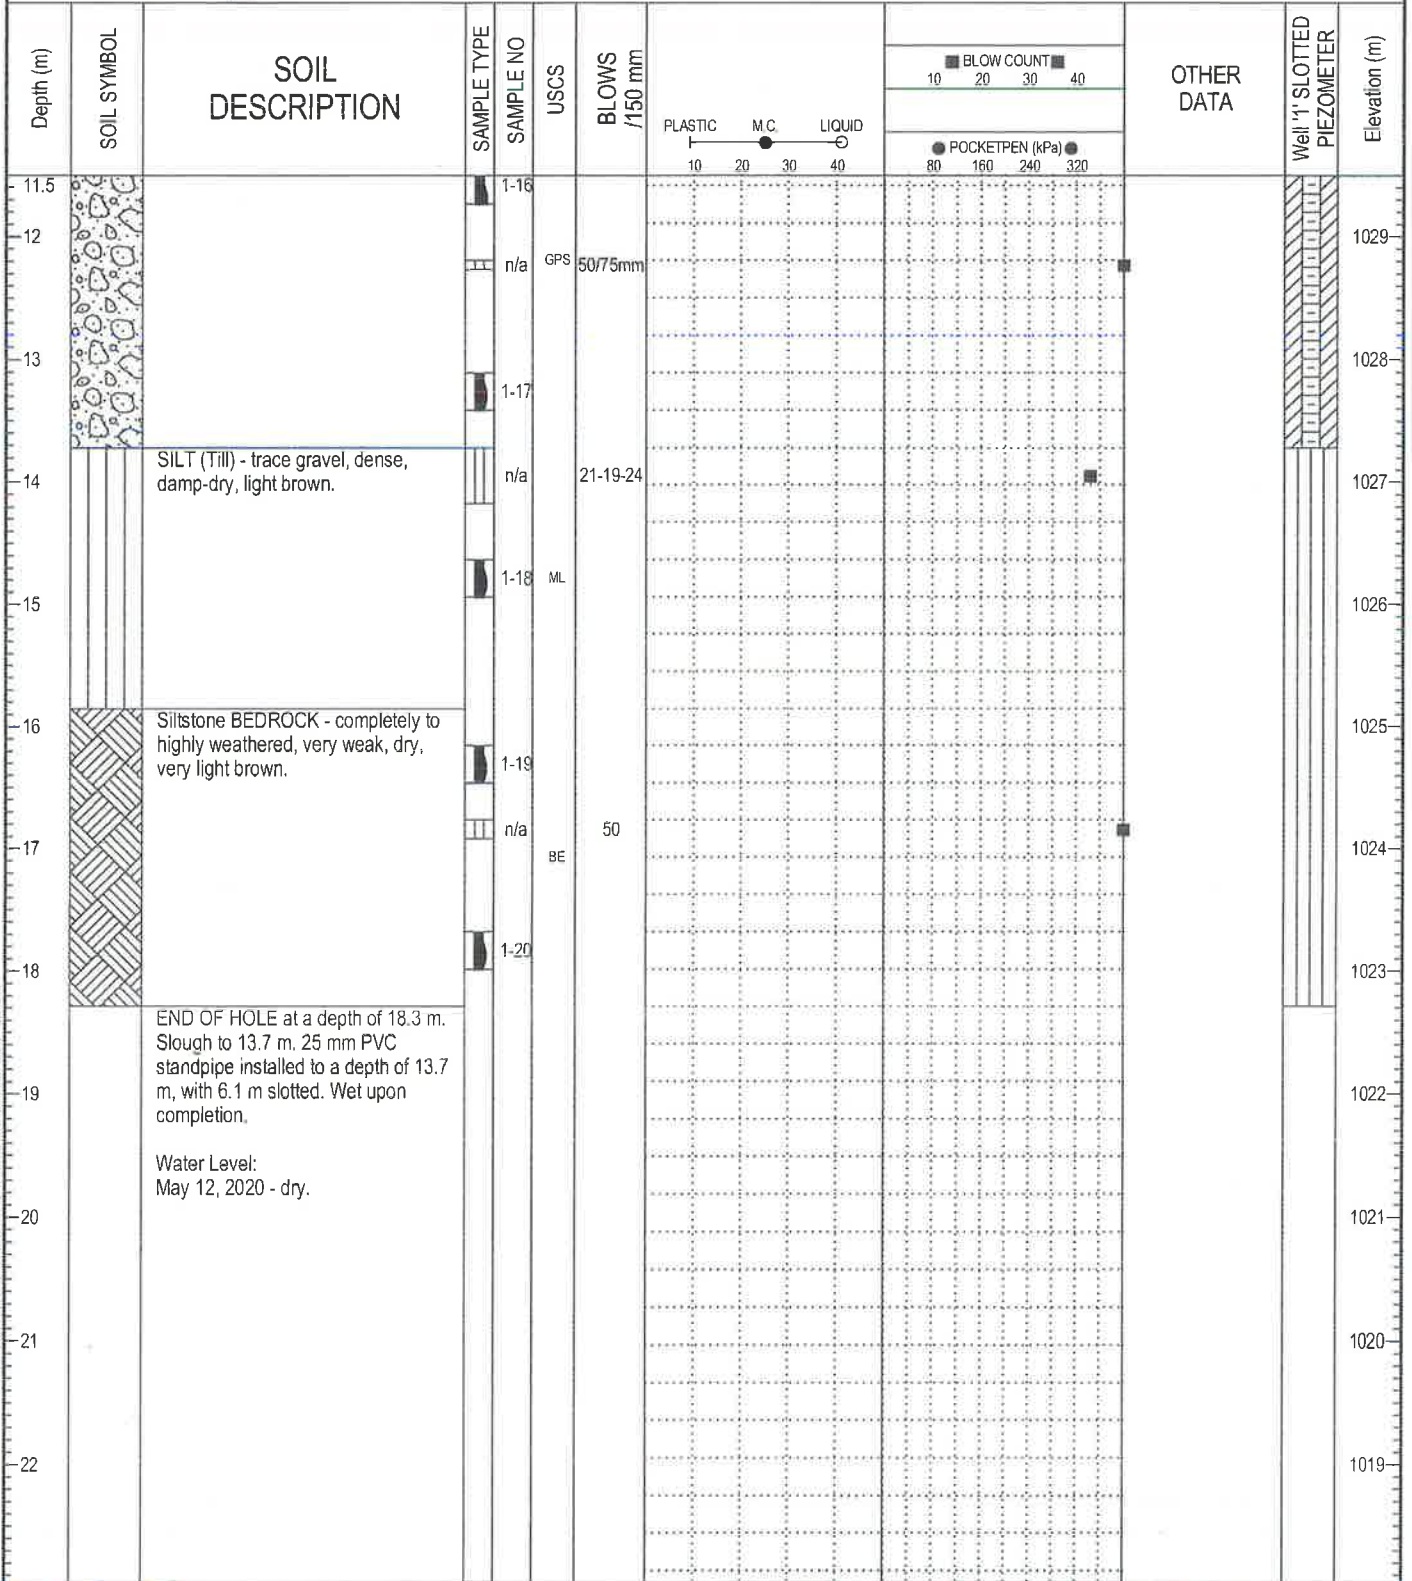 Depth (m)
SOIL SYMBOL
SOIL
DESCRIPTION
SAMPLE TYPE
SAMPLE NO
USCS
BLOWS
/150 mm
PLASTIC M.C. LIQUID
10 20 30 40
BLOW COUNT
10 20 30 40
POCKETPEN (kPa)
80 160 240 320
OTHER
DATA
Well '1' SLOTTED
PIEZOMETER
Elevation (m)
11.5 1-16
12 1029
n/a GPS 50/75mm
13 1028
1-17
SILT (Till) - trace gravel, dense,
damp-dry, light brown.
n/a 21-19-24
14 1027
1-18 ML
15 1026
Siltstone BEDROCK - completely to
highly weathered, very weak, dry,
very light brown.
16 1025
1-19
n/a 50
17 1024
BE
1-20
18 1023
END OF HOLE at a depth of 18.3 m.
Slough to 13.7 m. 25 mm PVC
standpipe installed to a depth of 13.7
m, with 6.1 m slotted. Wet upon
completion.
19 1022
Water Level:
May 12, 2020 - dry.
20 1021
21 1020
22 1019